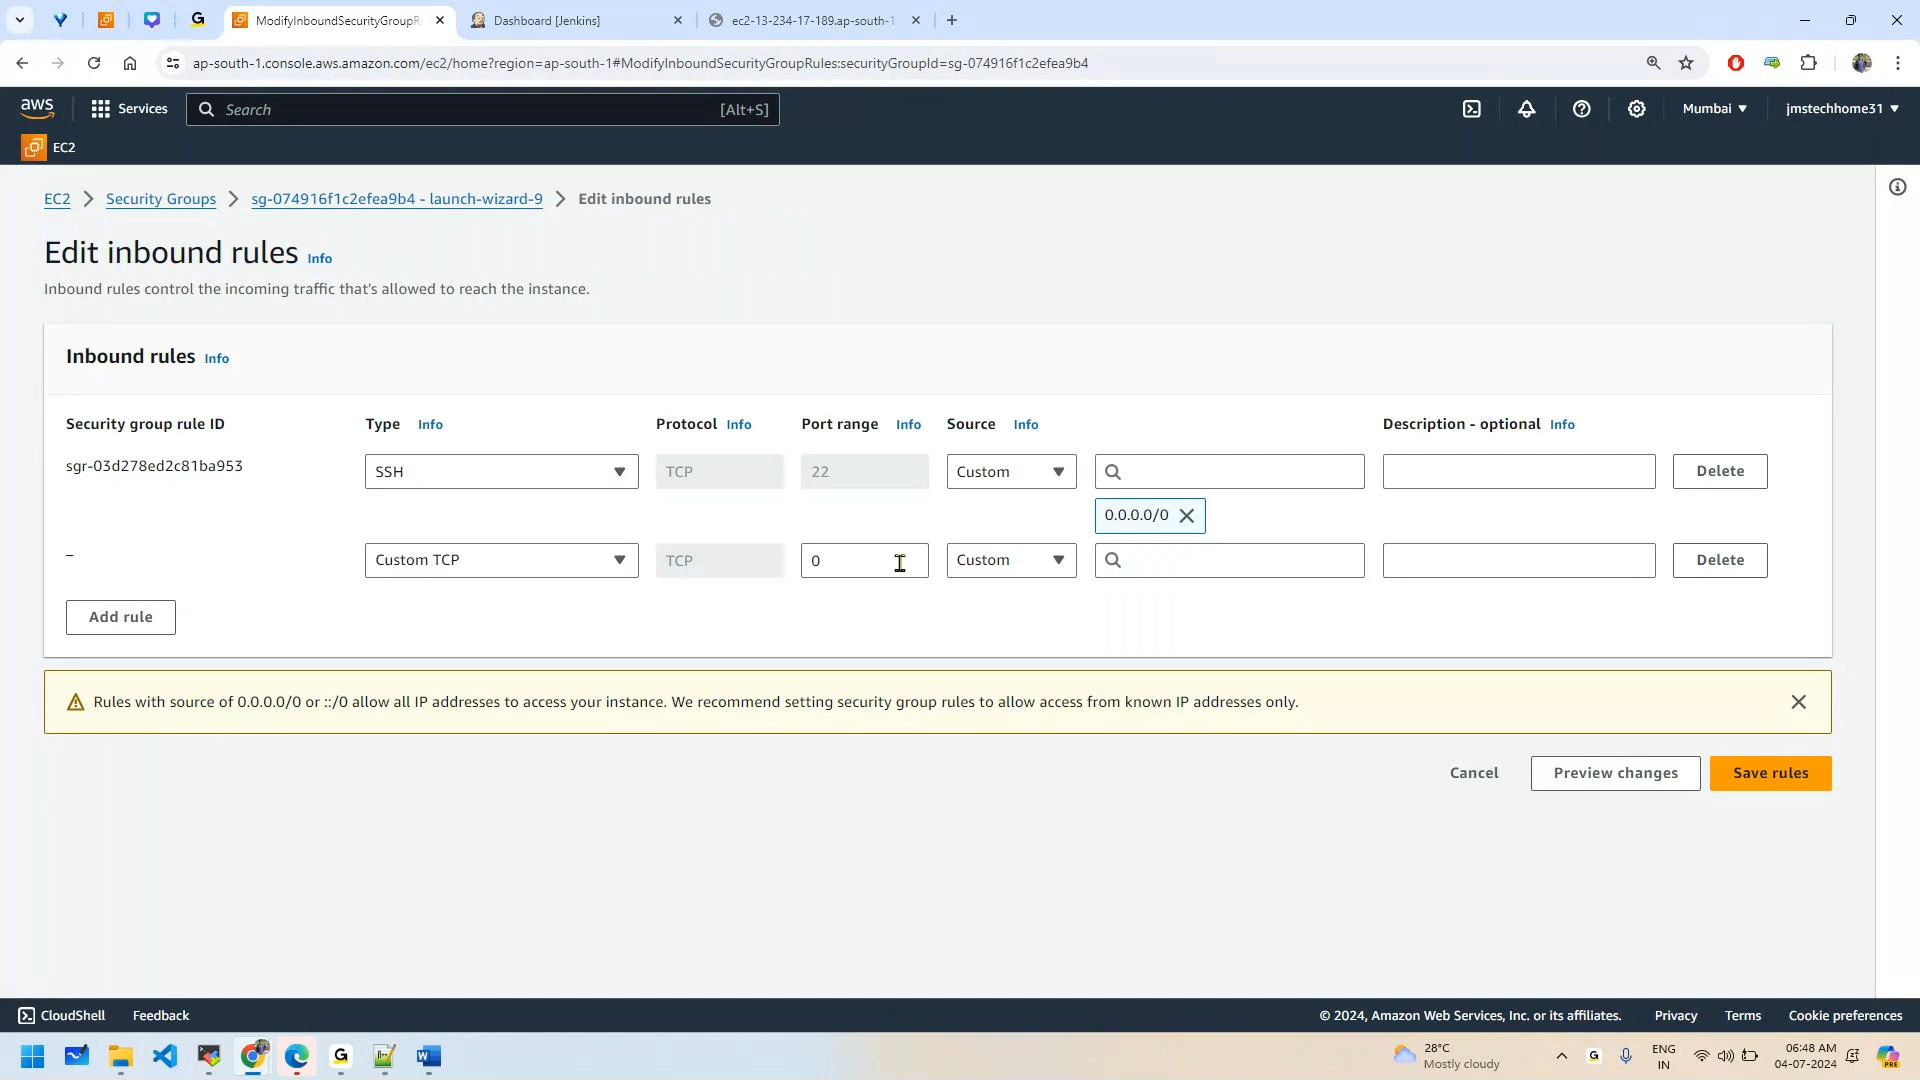 ModifyInboundSecurityGroupR
Dashboard [Jenkins]
ec2-13-234-17-189.ap-south-1
ap-south-1.console.aws.amazon.com/ec2/home?region=ap-south-1#ModifyInboundSecurityGroupRules:securityGroupId=sg-074916f1c2efea9b4
aws
Services
Search
[Alt+S]
Mumbai
jmstechhome31
EC2
EC2 > Security Groups > sg-074916f1c2efea9b4 - launch-wizard-9 > Edit inbound rules
Edit inbound rules Info
Inbound rules control the incoming traffic that's allowed to reach the instance.
Inbound rules Info
Security group rule ID Type Info Protocol Info Port range Info Source Info Description - optional Info
sgr-03d278ed2c81ba953 SSH TCP 22 Custom Delete
0.0.0.0/0
– Custom TCP TCP 0 Custom Delete
Add rule
Rules with source of 0.0.0.0/0 or ::/0 allow all IP addresses to access your instance. We recommend setting security group rules to allow access from known IP addresses only.
Cancel Preview changes Save rules
CloudShell Feedback © 2024, Amazon Web Services, Inc. or its affiliates. Privacy Terms Cookie preferences
28°C
Mostly cloudy
ENG
IN
06:48 AM
04-07-2024
PRE